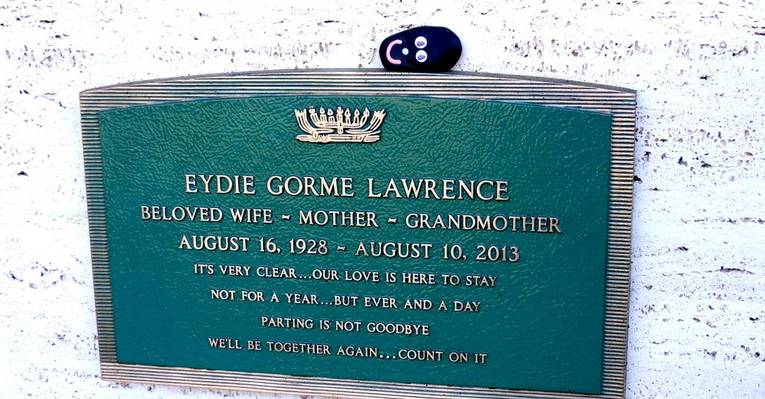 EYDIE GORME LAWRENCE
BELOVED WIFE ~ MOTHER ~ GRANDMOTHER
AUGUST 16, 1928 ~ AUGUST 10, 2013
IT'S VERY CLEAR...OUR LOVE IS HERE TO STAY
NOT FOR A YEAR...BUT EVER AND A DAY
PARTING IS NOT GOODBYE
WE'LL BE TOGETHER AGAIN...COUNT ON IT